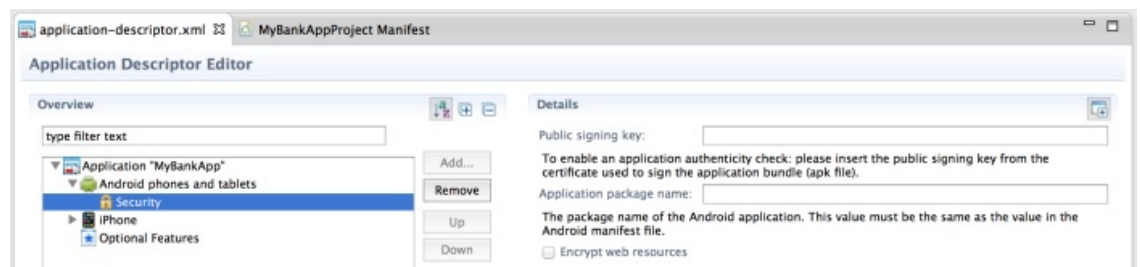 application-descriptor.xml MyBankAppProject Manifest
Application Descriptor Editor
Overview
type filter text
Application "MyBankApp"
Android phones and tablets
Security
iPhone
Optional Features
Add...
Remove
Up
Down
Details
Public signing key:
To enable an application authenticity check: please insert the public signing key from the
certificate used to sign the application bundle (apk file).
Application package name:
The package name of the Android application. This value must be the same as the value in the
Android manifest file.
Encrypt web resources